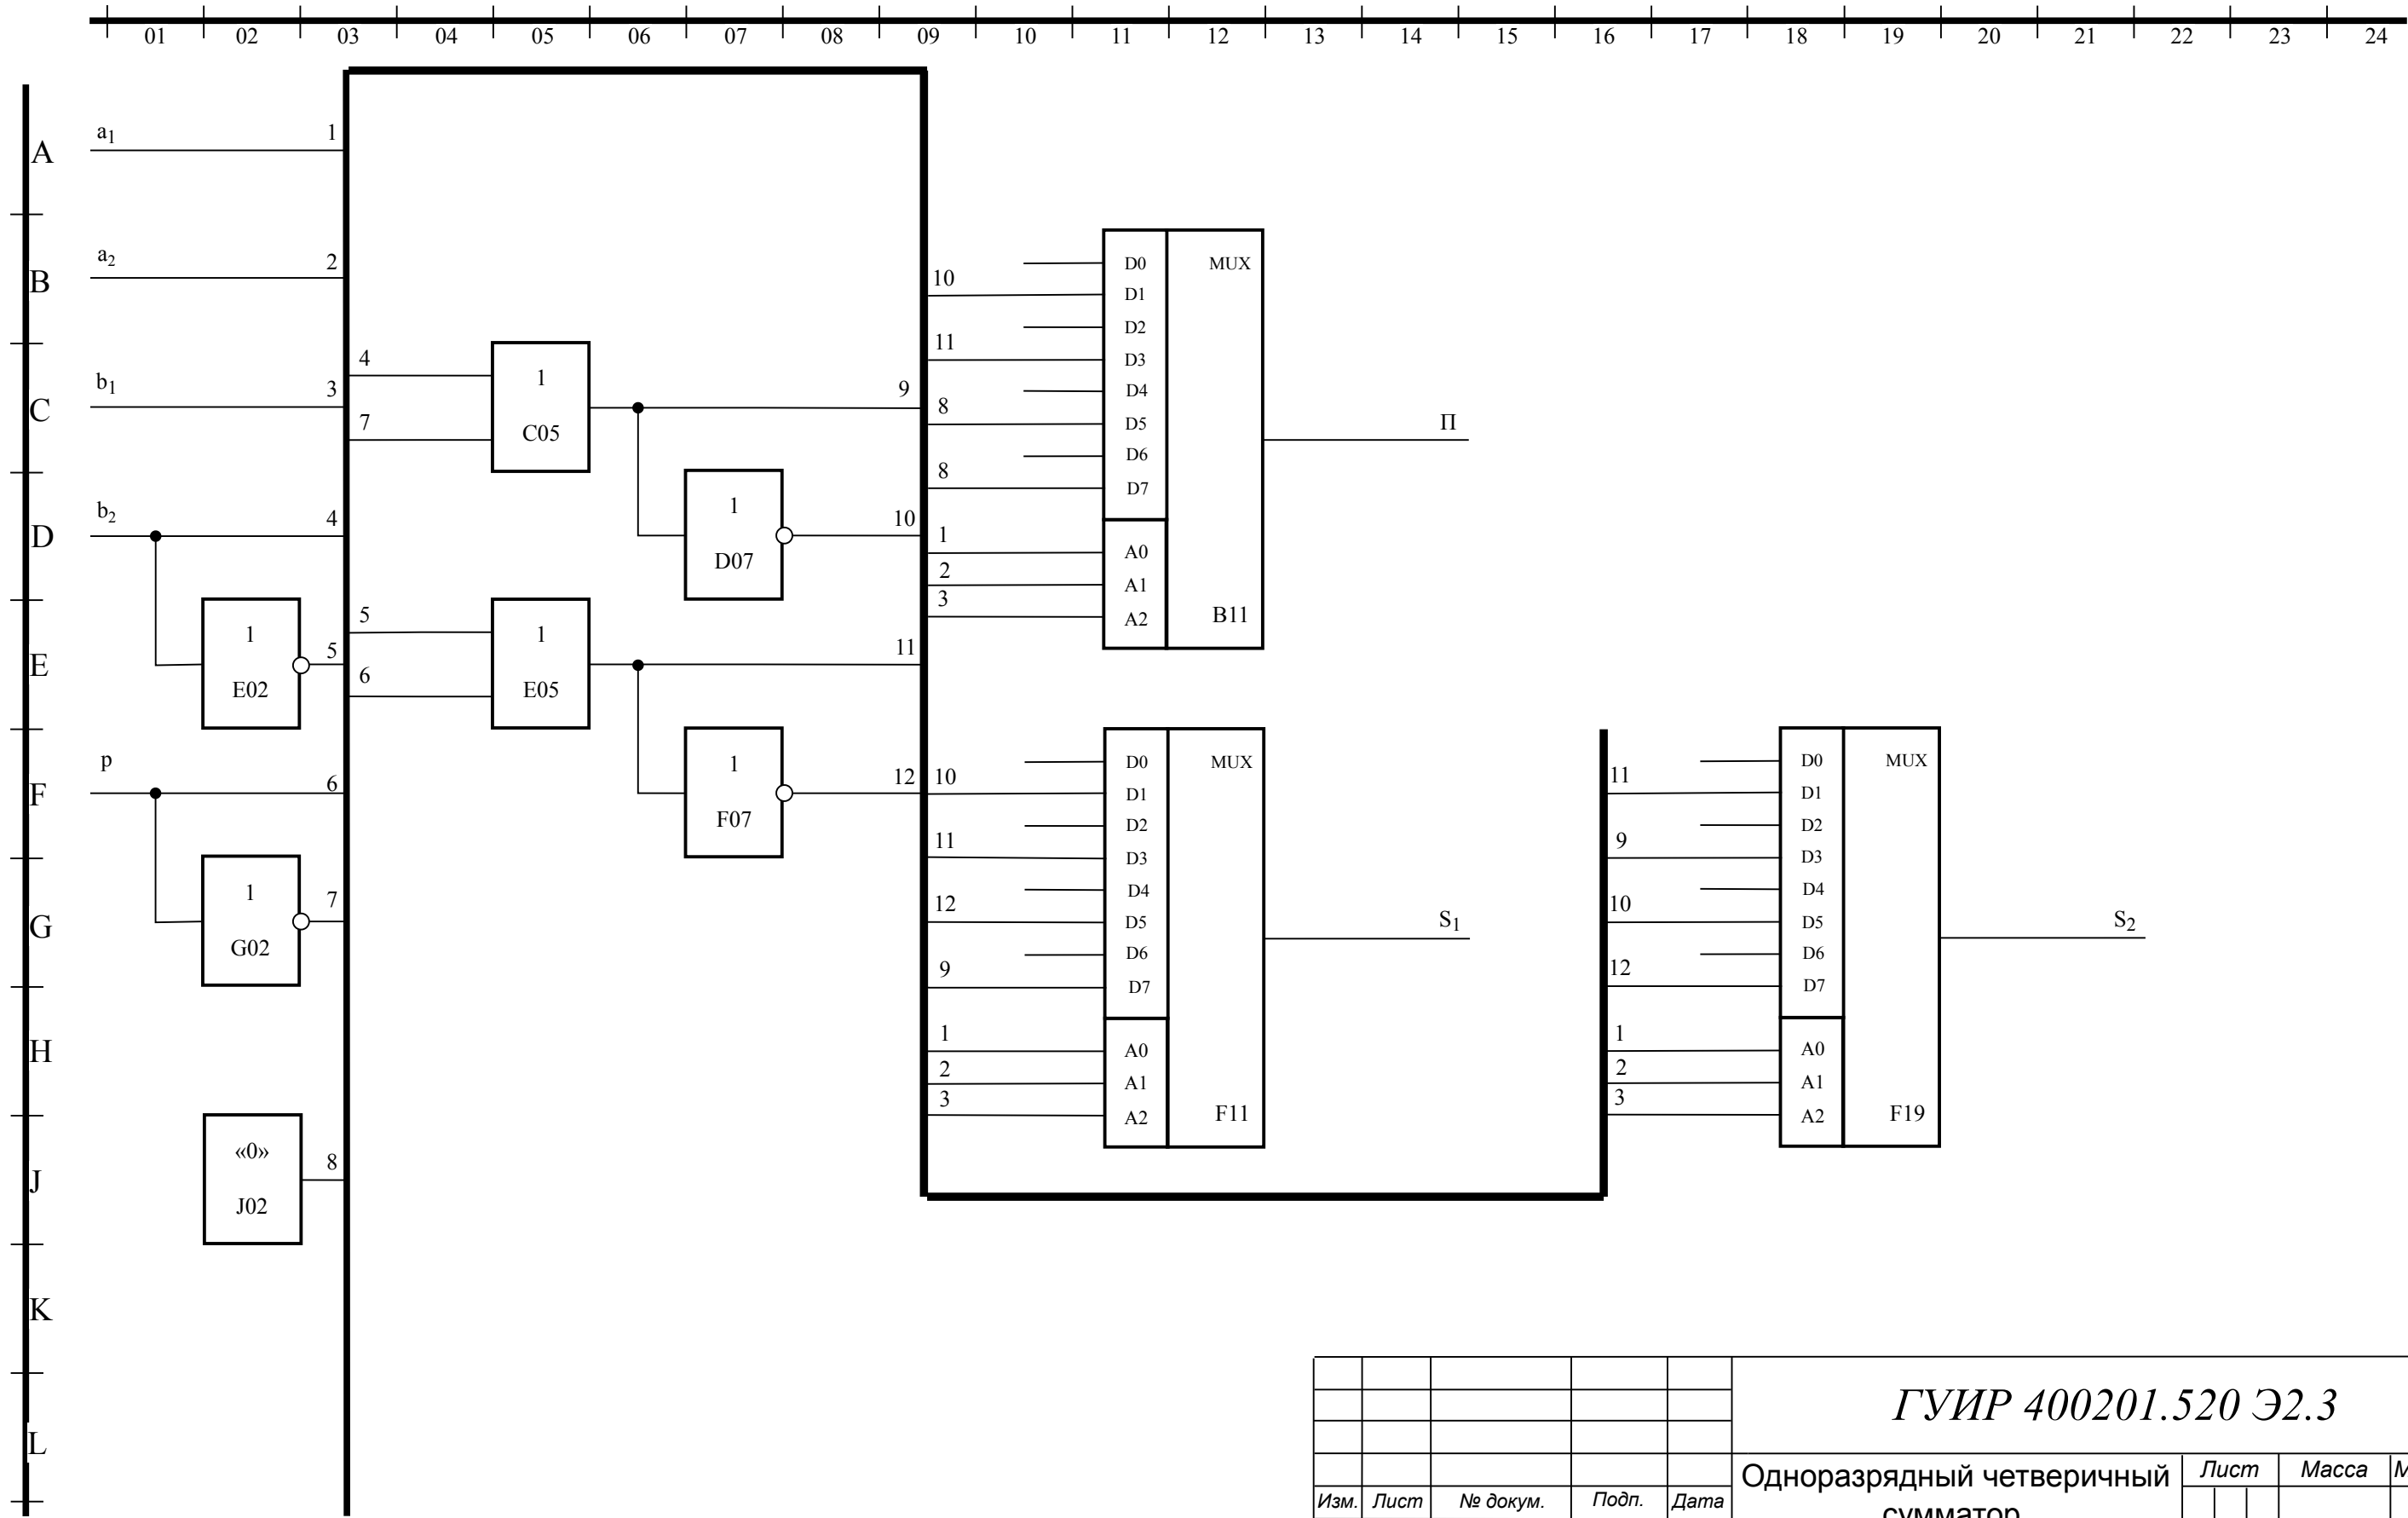 01 02 03 04 05 06 07 08 09 10 11 12 13 14 15 16 17 18 19 20 21 22 23 24
A
a1 1
B
a2 2
C
b1 3
D
b2 4
E
1
E02
5
F
p 6
G
1
G02
7
H
J
«0»
J02
8
K
L
4
7
1
C05
9
1
D07
10
5
6
1
E05
11
1
F07
12
D0 MUX
10 D1
D2
11 D3
D4
8 D5
D6
8 D7
1 A0
2 A1
3 A2
B11
П
D0 MUX
10 D1
D2
11 D3
D4
12 D5
D6
9 D7
1 A0
2 A1
3 A2
F11
S1
D0 MUX
11 D1
D2
9 D3
D4
10 D5
D6
12 D7
1 A0
2 A1
3 A2
F19
S2
ГУИР 400201.520 Э2.3
Изм. Лист № докум. Подп. Дата
Одноразрядный четверичный
сумматор
Лист Масса